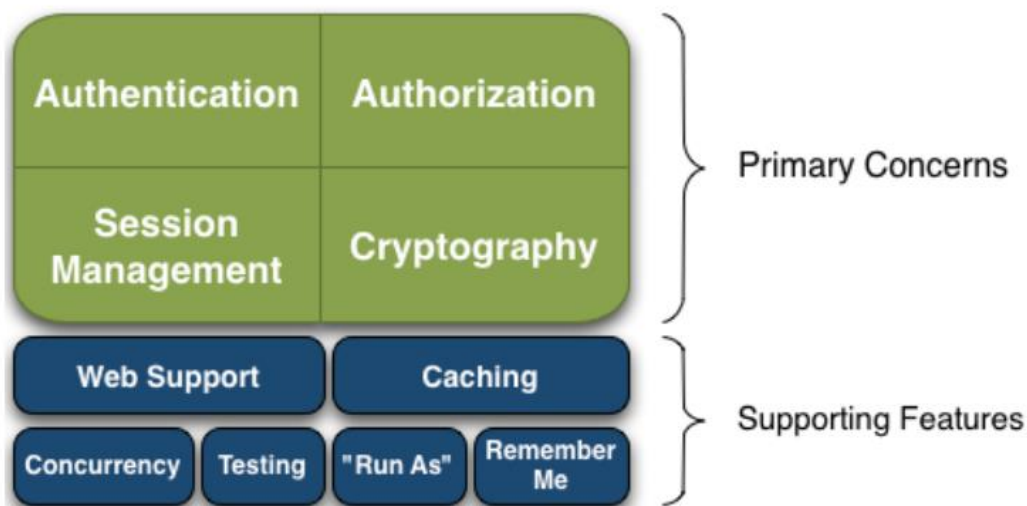 Authentication
Authorization
Session
Management
Cryptography
Primary Concerns
Web Support
Caching
Concurrency
Testing
"Run As"
Remember
Me
Supporting Features